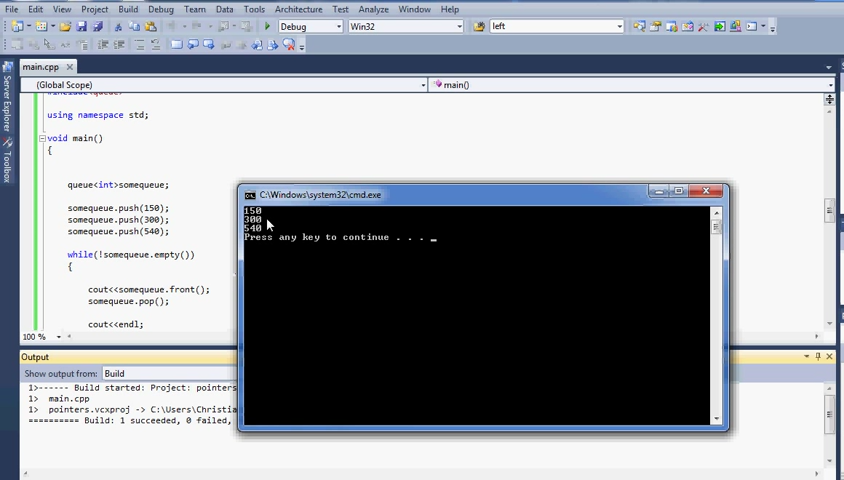 File Edit View Project Build Debug Team Data Tools Architecture Test Analyze Window Help
Debug Win32 left
main.cpp
(Global Scope) main()
Server Explorer
Toolbox
using namespace std;
void main()
{
queue<int>somequeue;
somequeue.push(150);
somequeue.push(300);
somequeue.push(540);
while(!somequeue.empty())
{
cout<<somequeue.front();
somequeue.pop();
cout<<endl;
100 %
C:\Windows\system32\cmd.exe
150
300
540
Press any key to continue . . . _
Output
Show output from: Build
1>------ Build started: Project: pointers
1> main.cpp
1> pointers.vcxproj -> C:\Users\Christia
========== Build: 1 succeeded, 0 failed,